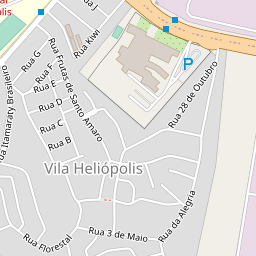 polis
Rua J
Rua Kiwi
Rua G
Rua Frutas de Santo Amaro
Rua E
Rua D
Rua C
Rua B
Rua Itamaraty Brasileiro
P
Rua 28 de Outubro
Vila Heliópolis
Rua da Alegria
Rua 3 de Maio
Rua Florestal